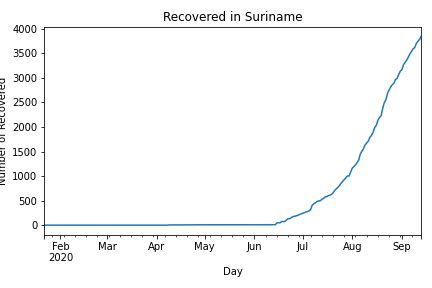 Recovered in Suriname
Number of Recovered
4000
3500
3000
2500
2000
1500
1000
500
0
Feb
2020
Mar
Apr
May
Jun
Jul
Aug
Sep
Day